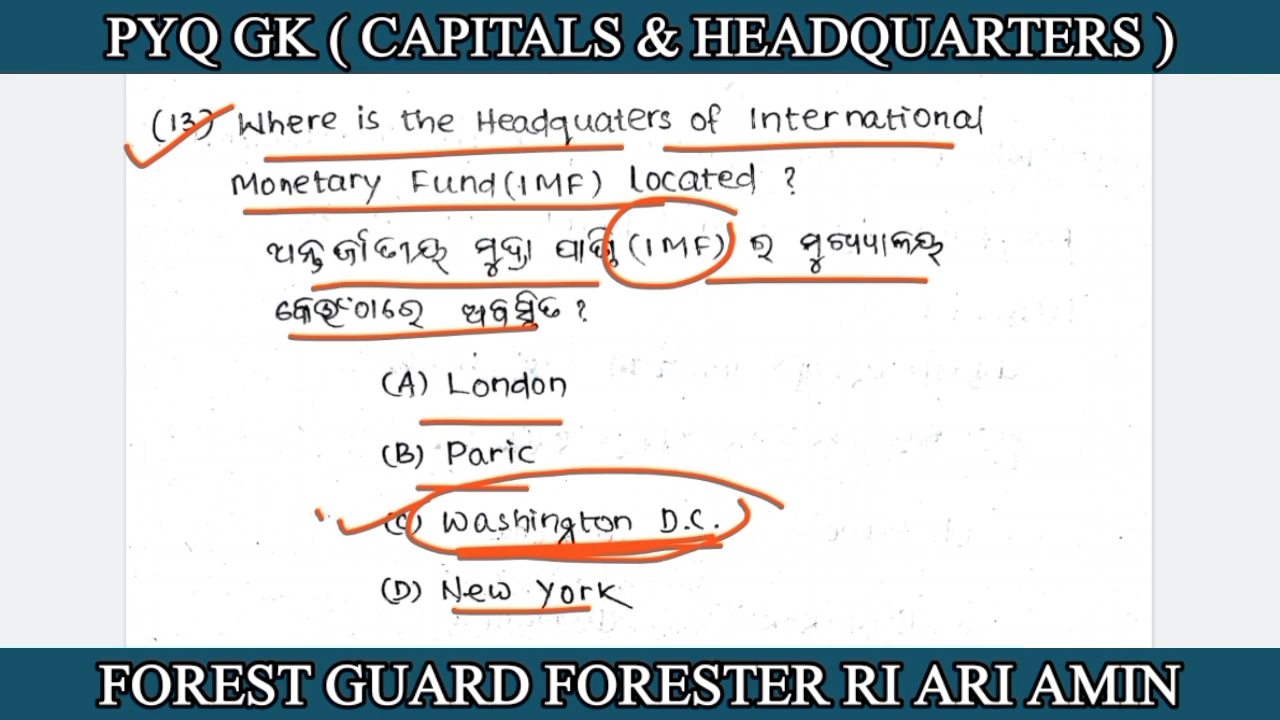 PYQ GK ( CAPITALS & HEADQUARTERS )
(13) Where is the Headquaters of International
Monetary Fund(IMF) Located ?
ଅନ୍ତର୍ଜାତୀୟ ମୁଦ୍ରା ପାଣ୍ଠି (IMF) ର ମୁଖ୍ୟାଳୟ
କେଉଁଠାରେ ଅବସ୍ଥିତ ?
(A) London
(B) Paric
(C) Washington D.C.
(D) New York
FOREST GUARD FORESTER RI ARI AMIN